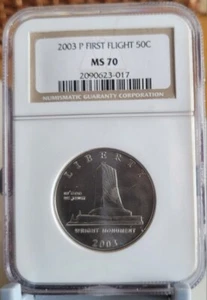 2003 P FIRST FLIGHT 50C
MS 70
2090623-017
NUMISMATIC GUARANTY CORPORATION
LIBERTY
WRIGHT MONUMENT
2003